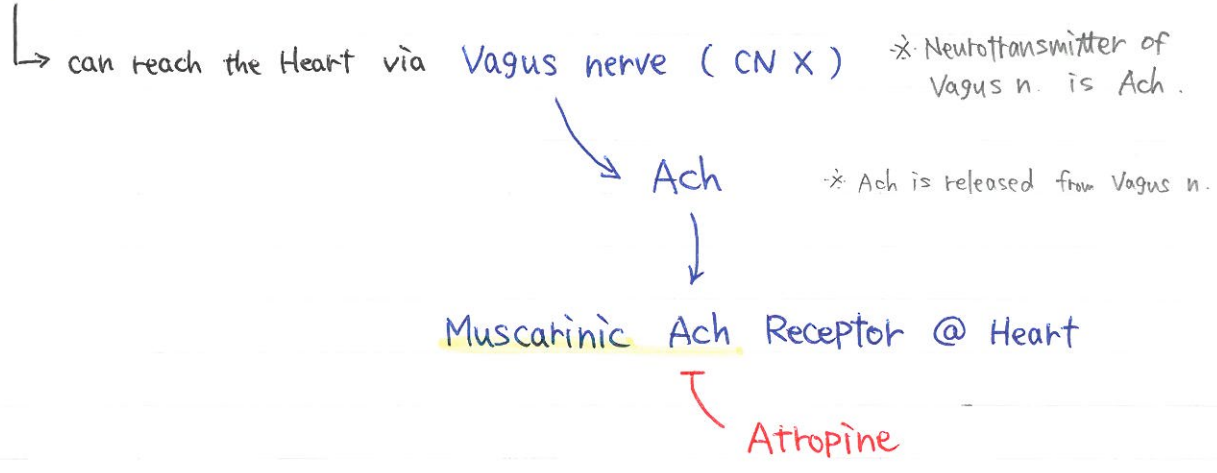 can reach the Heart via Vagus nerve ( CN X )
※ Neurotransmitter of
Vagus n. is Ach.
Ach
※ Ach is released from Vagus n.
Muscarinic Ach Receptor @ Heart
Atropine